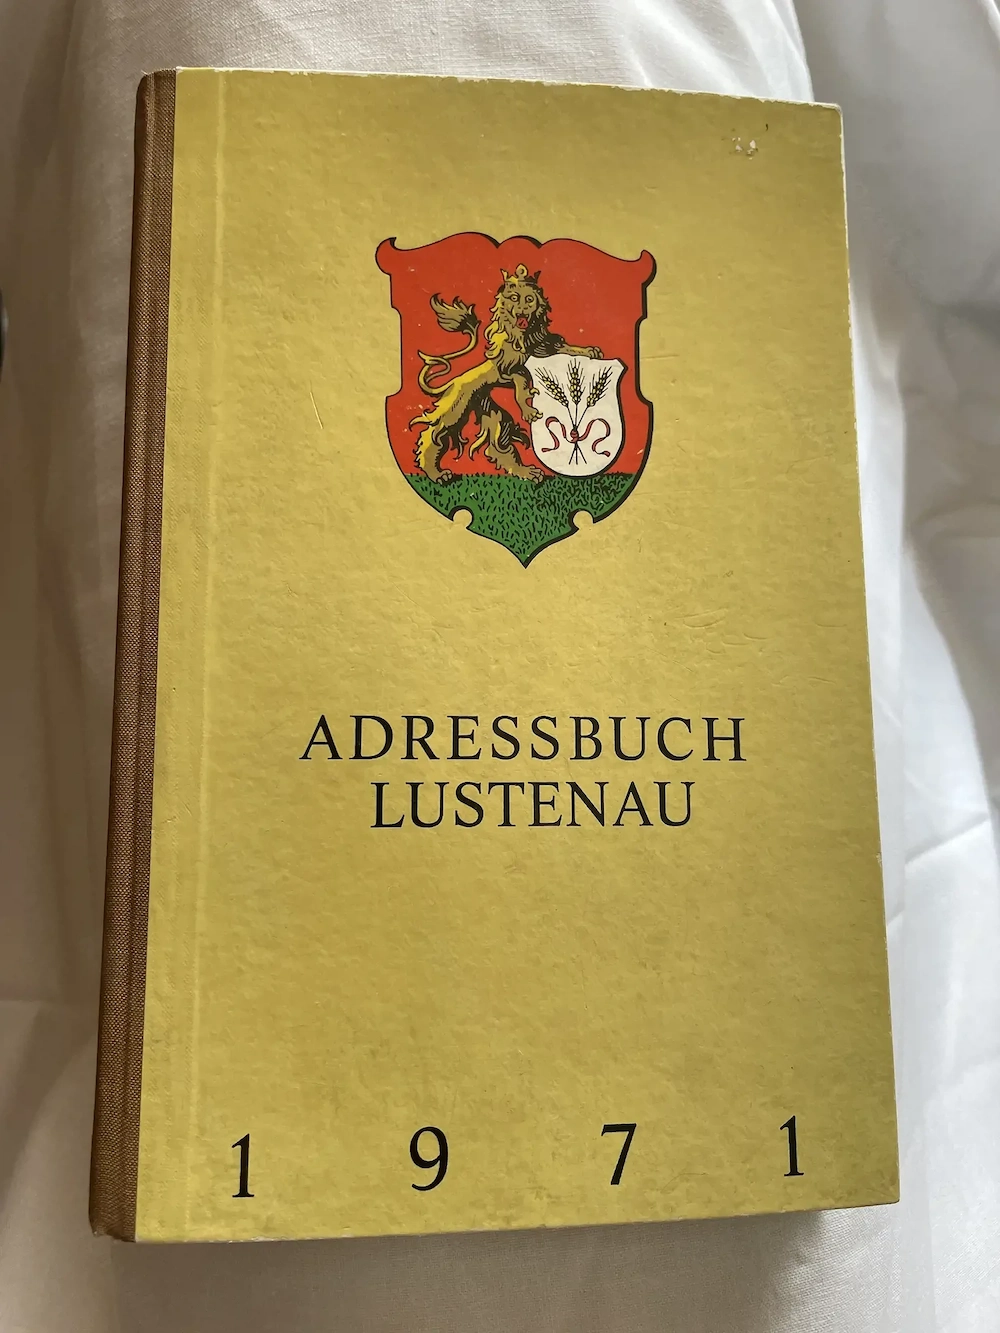 ADRESSBUCH
LUSTENAU
1 9 7 1